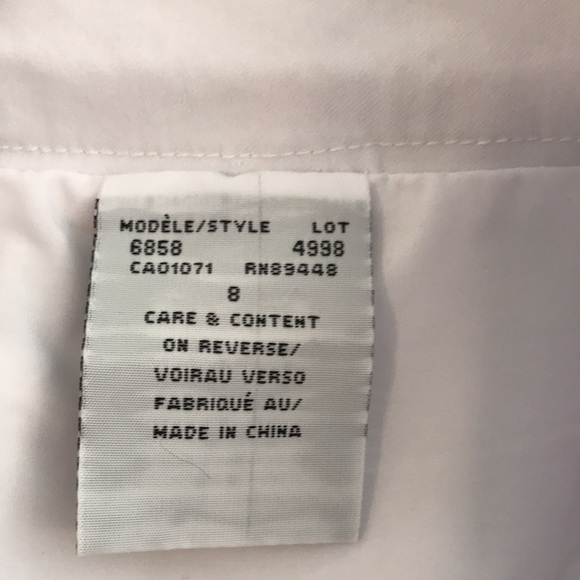 MODÈLE/STYLE LOT
6858 4998
CA01071 RN89448
8
CARE & CONTENT
ON REVERSE/
VOIRAU VERSO
FABRIQUÉ AU/
MADE IN CHINA